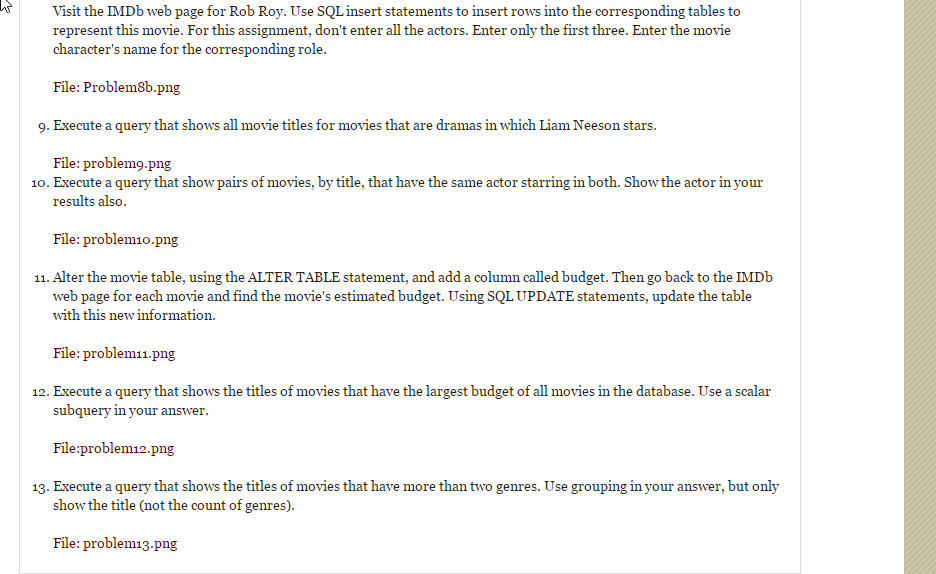 Visit the IMDb web page for Rob Roy. Use SQL insert statements to insert rows into the corresponding tables to
represent this movie. For this assignment, don't enter all the actors. Enter only the first three. Enter the movie
character's name for the corresponding role.
File: Problem8b.png
9. Execute a query that shows all movie titles for movies that are dramas in which Liam Neeson stars.
File: problem9.png
10. Execute a query that show pairs of movies, by title, that have the same actor starring in both. Show the actor in your
results also.
File: problem10.png
11. Alter the movie table, using the ALTER TABLE statement, and add a column called budget. Then go back to the IMDb
web page for each movie and find the movie's estimated budget. Using SQL UPDATE statements, update the table
with this new information.
File: problem11.png
12. Execute a query that shows the titles of movies that have the largest budget of all movies in the database. Use a scalar
subquery in your answer.
File:problem12.png
13. Execute a query that shows the titles of movies that have more than two genres. Use grouping in your answer, but only
show the title (not the count of genres).
File: problem13.png